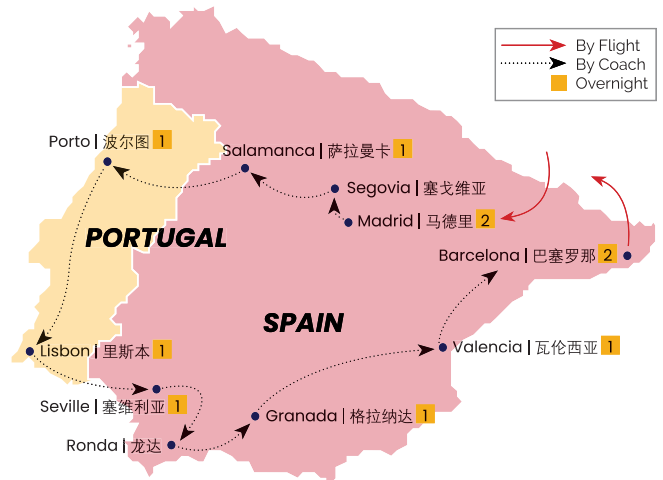 By Flight
By Coach
Overnight
Porto | 波尔图 1
Salamanca | 萨拉曼卡 1
Segovia | 塞戈维亚
Madrid | 马德里 2
PORTUGAL
Barcelona | 巴塞罗那 2
SPAIN
Lisbon | 里斯本 1
Valencia | 瓦伦西亚 1
Seville | 塞维利亚 1
Granada | 格拉纳达 1
Ronda | 龙达